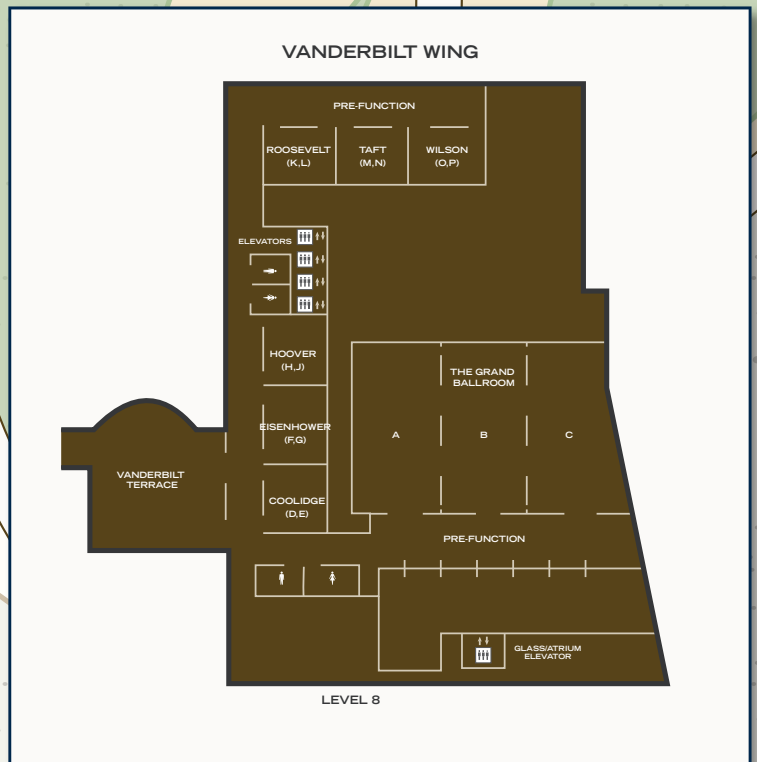 VANDERBILT WING
PRE-FUNCTION
ROOSEVELT
(K,L)
TAFT
(M,N)
WILSON
(O,P)
ELEVATORS
HOOVER
(H,J)
THE GRAND
BALLROOM
EISENHOWER
(F,G)
A
B
C
VANDERBILT
TERRACE
COOLIDGE
(D,E)
PRE-FUNCTION
GLASS/ATRIUM
ELEVATOR
LEVEL 8